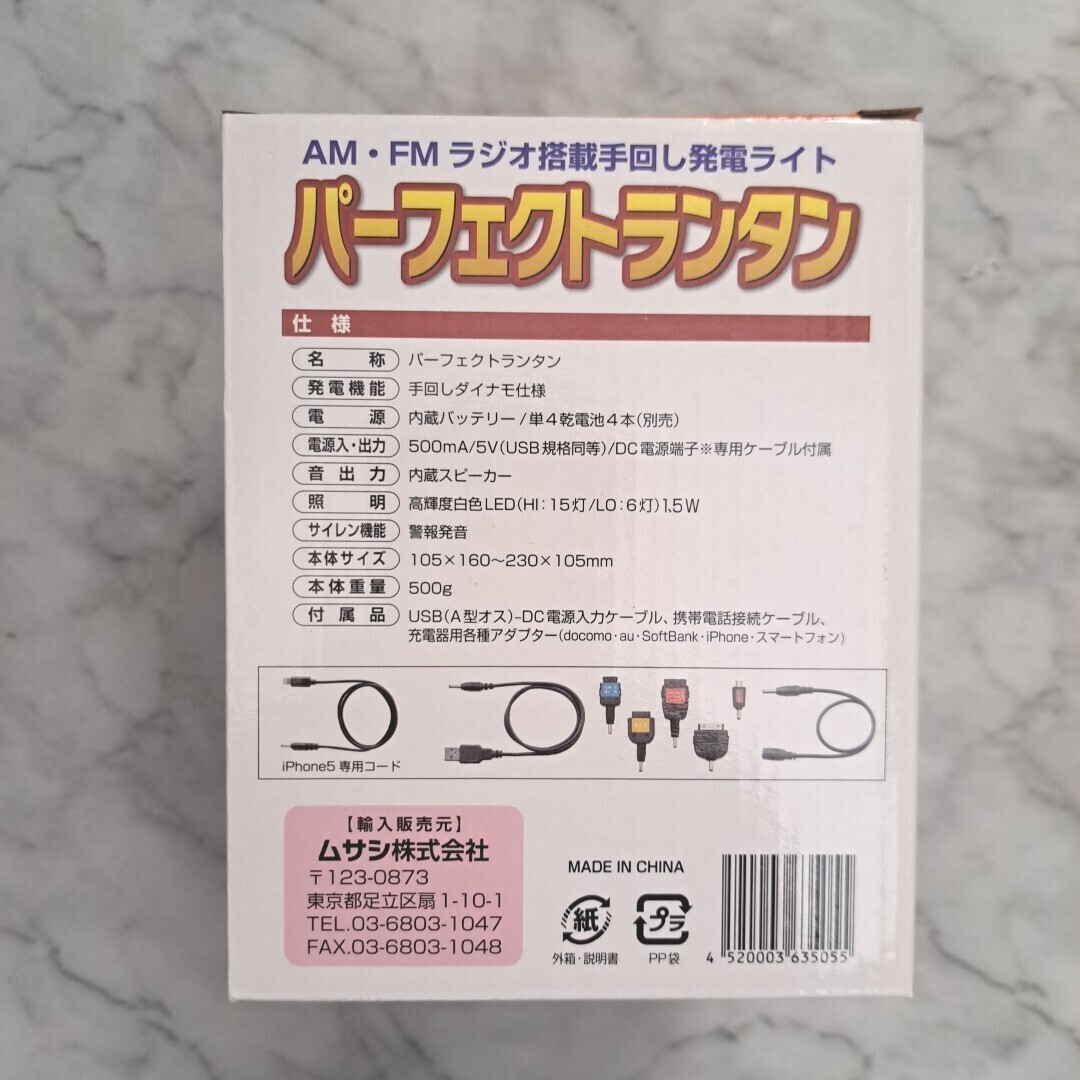 AM・FM ラジオ搭載手回し発電ライト
パーフェクトランタン
仕様
名称 パーフェクトランタン
発電機能 手回しダイナモ仕様
電源 内蔵バッテリー/単4乾電池4本(別売)
電源入・出力 500mA/5V(USB規格同等)/DC電源端子※専用ケーブル付属
音出力 内蔵スピーカー
照明 高輝度白色LED(HI:15灯/LO:6灯)1.5W
サイレン機能 警報発音
本体サイズ 105×160〜230×105mm
本体重量 500g
付属品 USB(A型オス)-DC電源入力ケーブル、携帯電話接続ケーブル、
充電器用各種アダプター(docomo・au・SoftBank・iPhone・スマートフォン)
iPhone5 専用コード
【輸入販売元】
ムサシ株式会社
〒123-0873
東京都足立区扇1-10-1
TEL.03-6803-1047
FAX.03-6803-1048
MADE IN CHINA
紙
プラ
外箱・説明書
PP袋
4 520003 635055